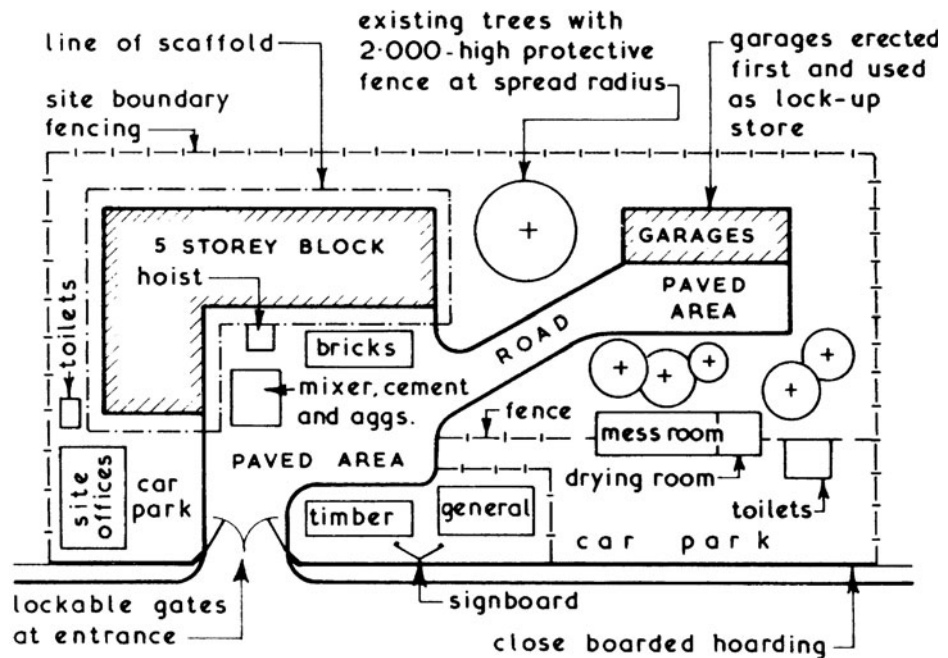 line of scaffold
existing trees with
2·000-high protective
fence at spread radius
garages erected
first and used
as lock-up
store
site boundary
fencing
5 STOREY BLOCK
GARAGES
hoist
PAVED
AREA
toilets
ROAD
bricks
mixer, cement
and aggs.
fence
mess room
PAVED AREA
drying room
site
offices
car
park
timber
general
toilets
car park
lockable gates
at entrance
signboard
close boarded hoarding